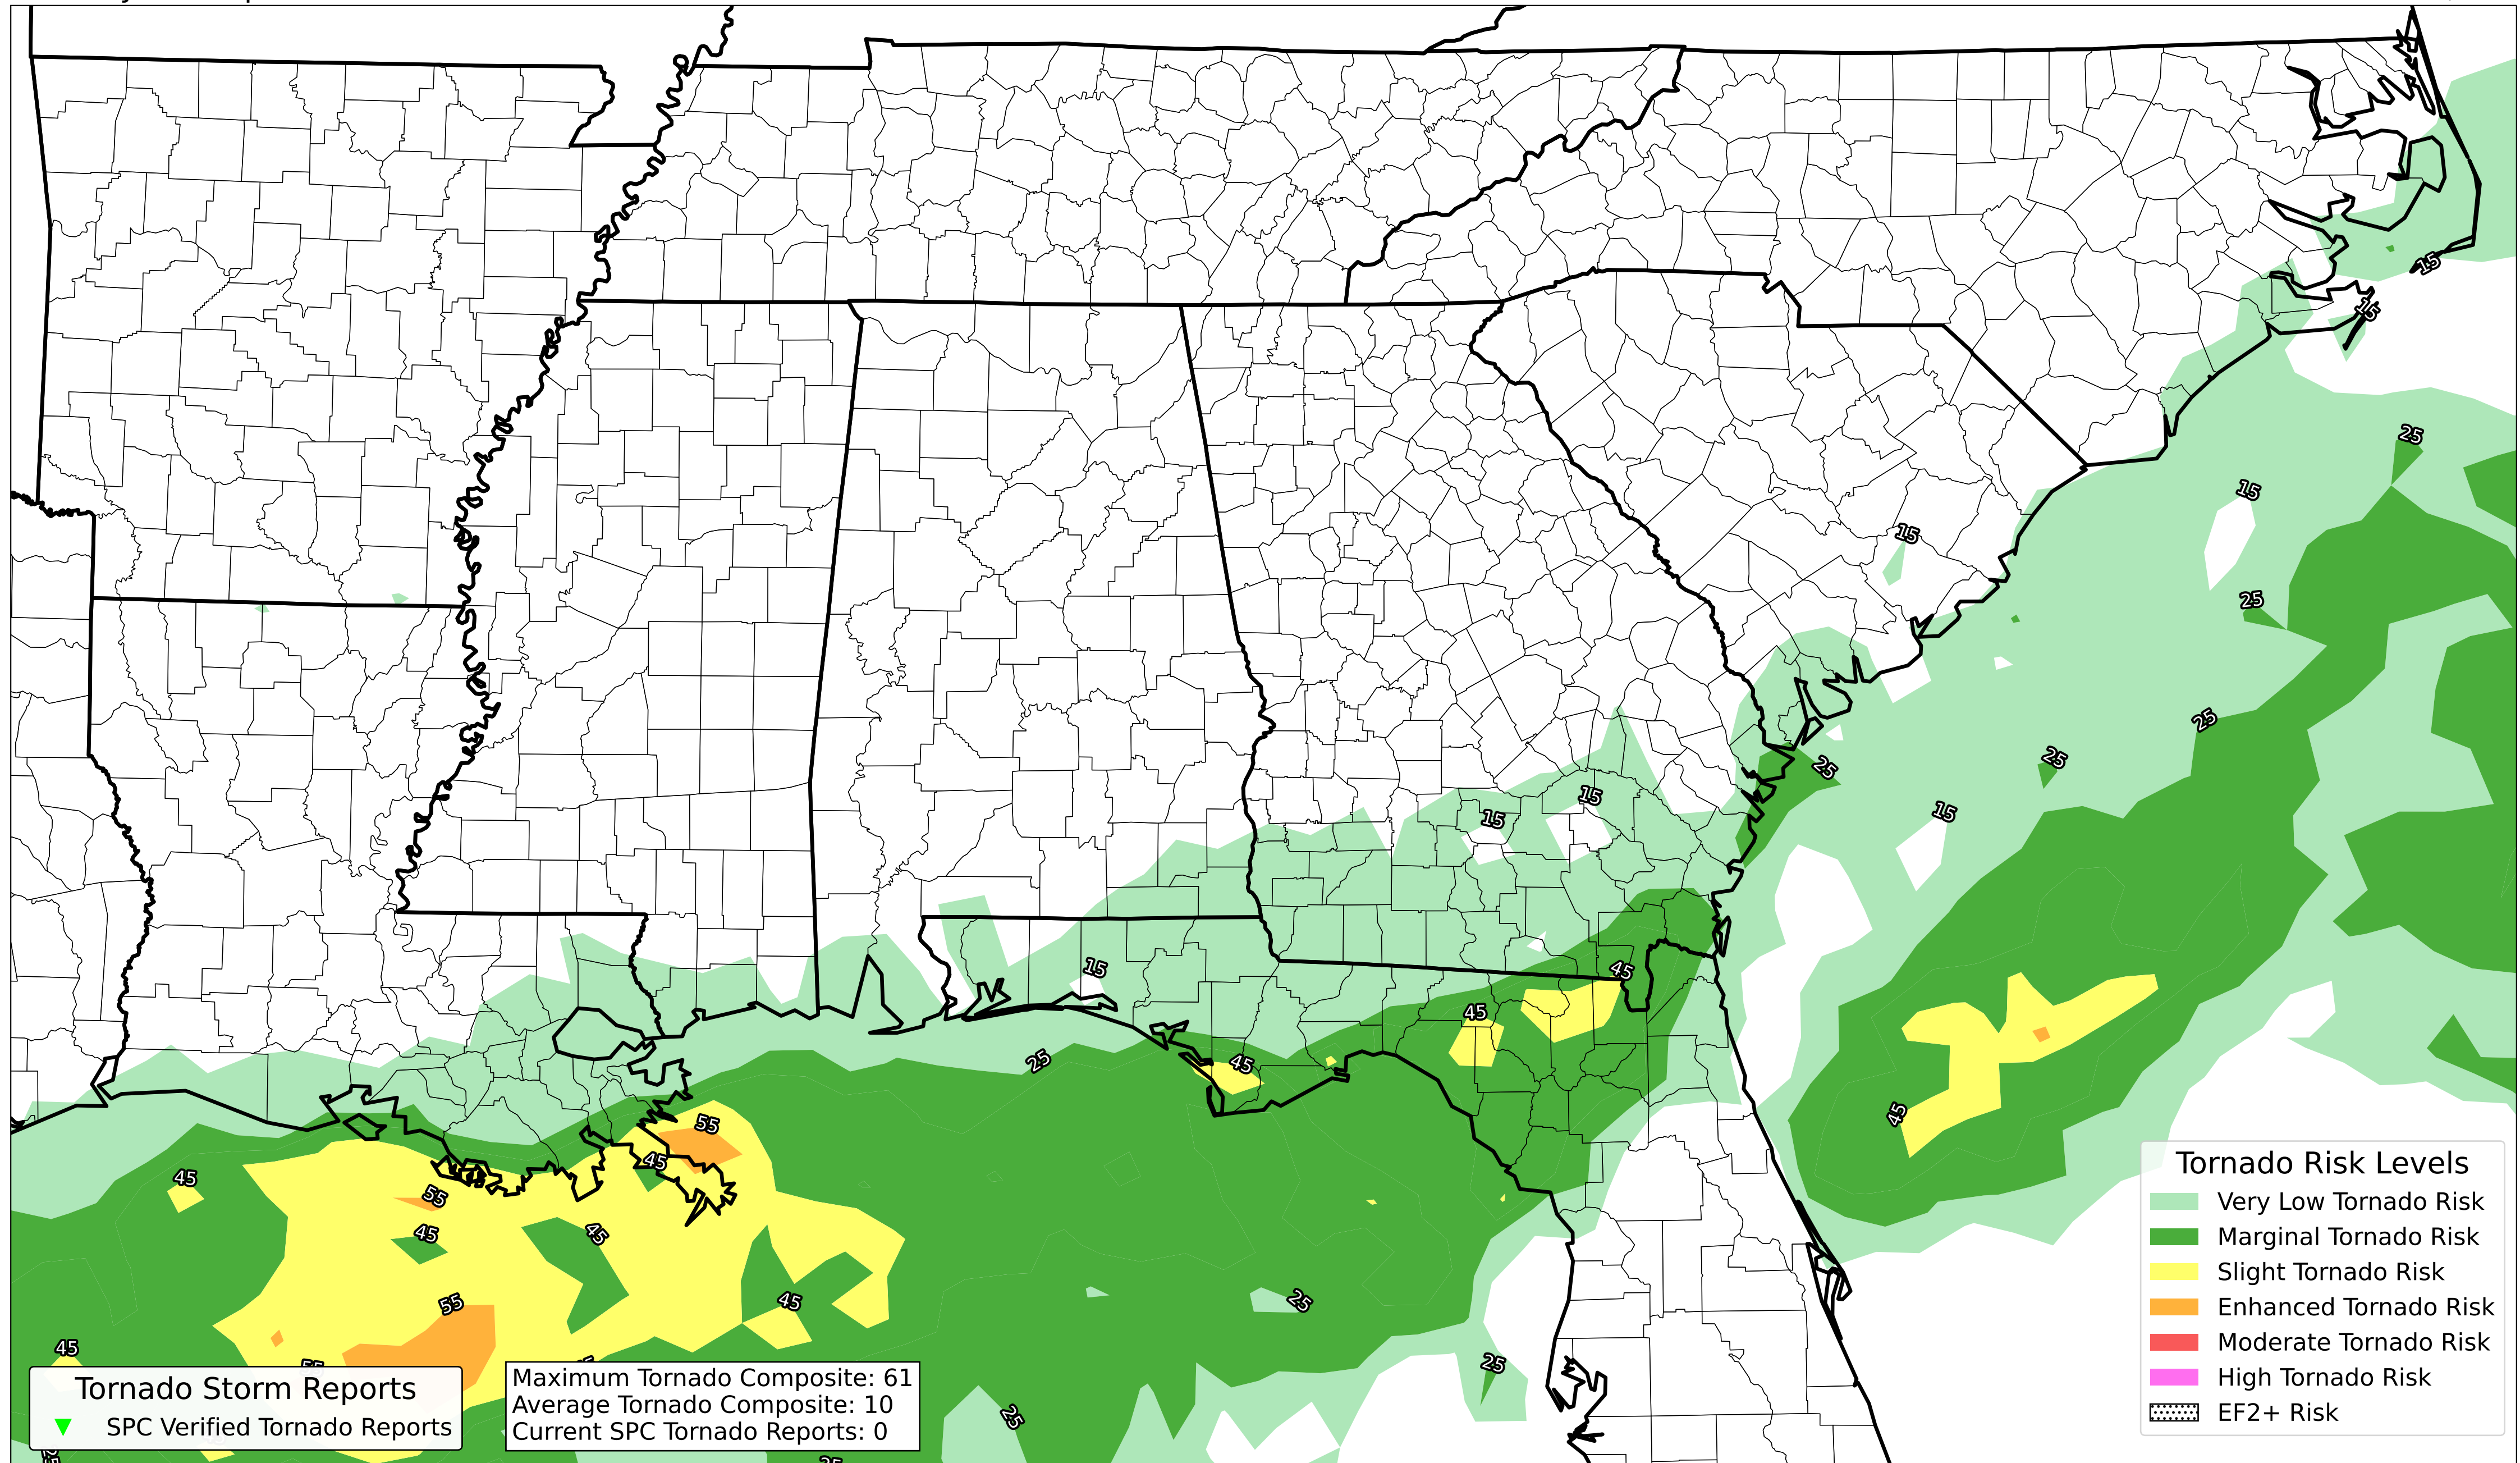 15
15
25
15
15
25
25
25
25
15
15
15
15
45
45
25
45
45
55
45
45
55
45
45
55
45
25
45
25
25
Tornado Storm Reports
SPC Verified Tornado Reports
Maximum Tornado Composite: 61
Average Tornado Composite: 10
Current SPC Tornado Reports: 0
Tornado Risk Levels
Very Low Tornado Risk
Marginal Tornado Risk
Slight Tornado Risk
Enhanced Tornado Risk
Moderate Tornado Risk
High Tornado Risk
EF2+ Risk